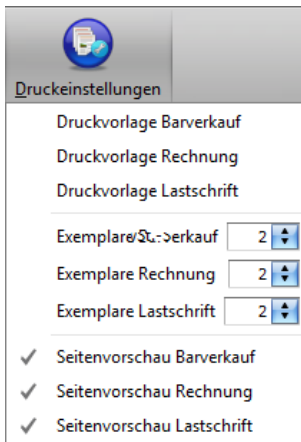 Druckeinstellungen
Druckvorlage Barverkauf
Druckvorlage Rechnung
Druckvorlage Lastschrift
Exemplare 2
Exemplare Rechnung 2
Exemplare Lastschrift 2
Seitenvorschau Barverkauf
Seitenvorschau Rechnung
Seitenvorschau Lastschrift